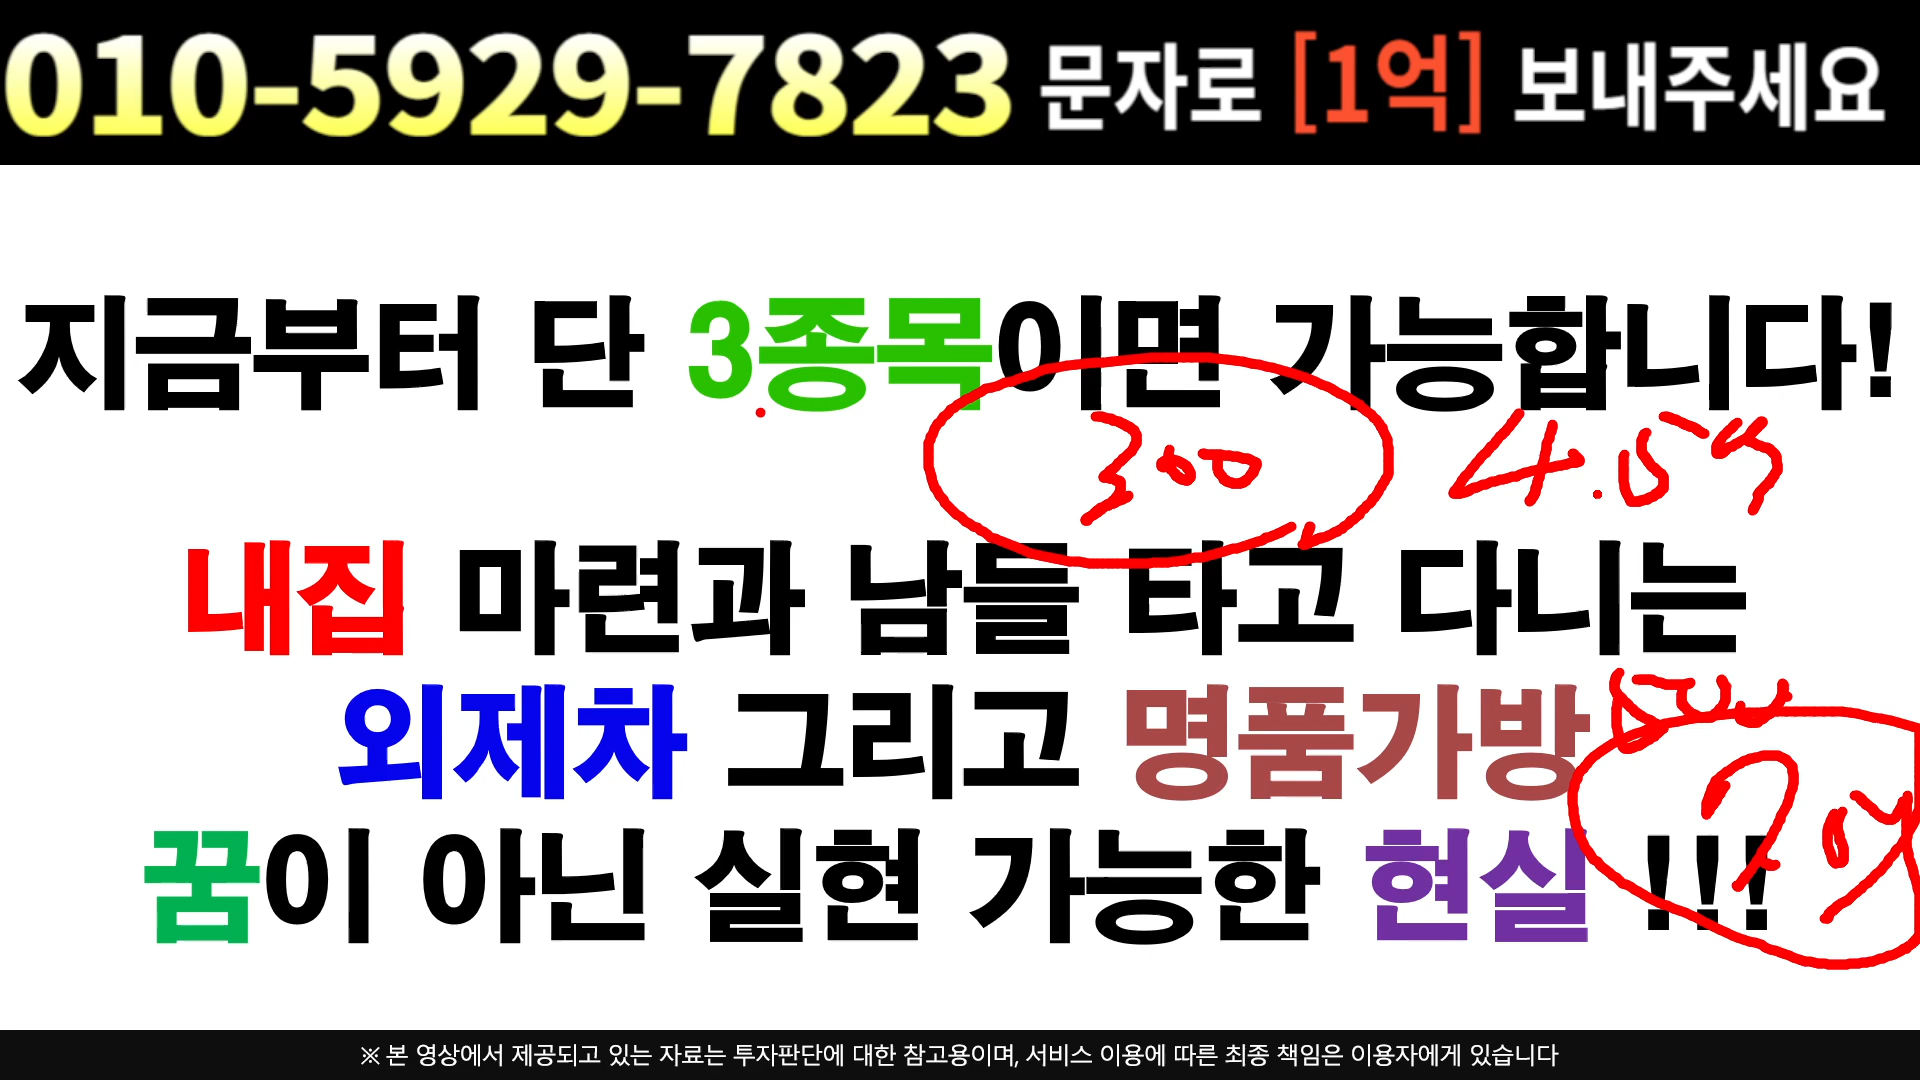 010-5929-7823 문자로 [1억] 보내주세요
지금부터 단 3종목이면 가능합니다!
300
내집 마련과 남들 타고 다니는
외제차 그리고 명품가방
꿈이 아닌 실현 가능한 현실 !!!
※ 본 영상에서 제공되고 있는 자료는 투자판단에 대한 참고용이며, 서비스 이용에 따른 최종 책임은 이용자에게 있습니다